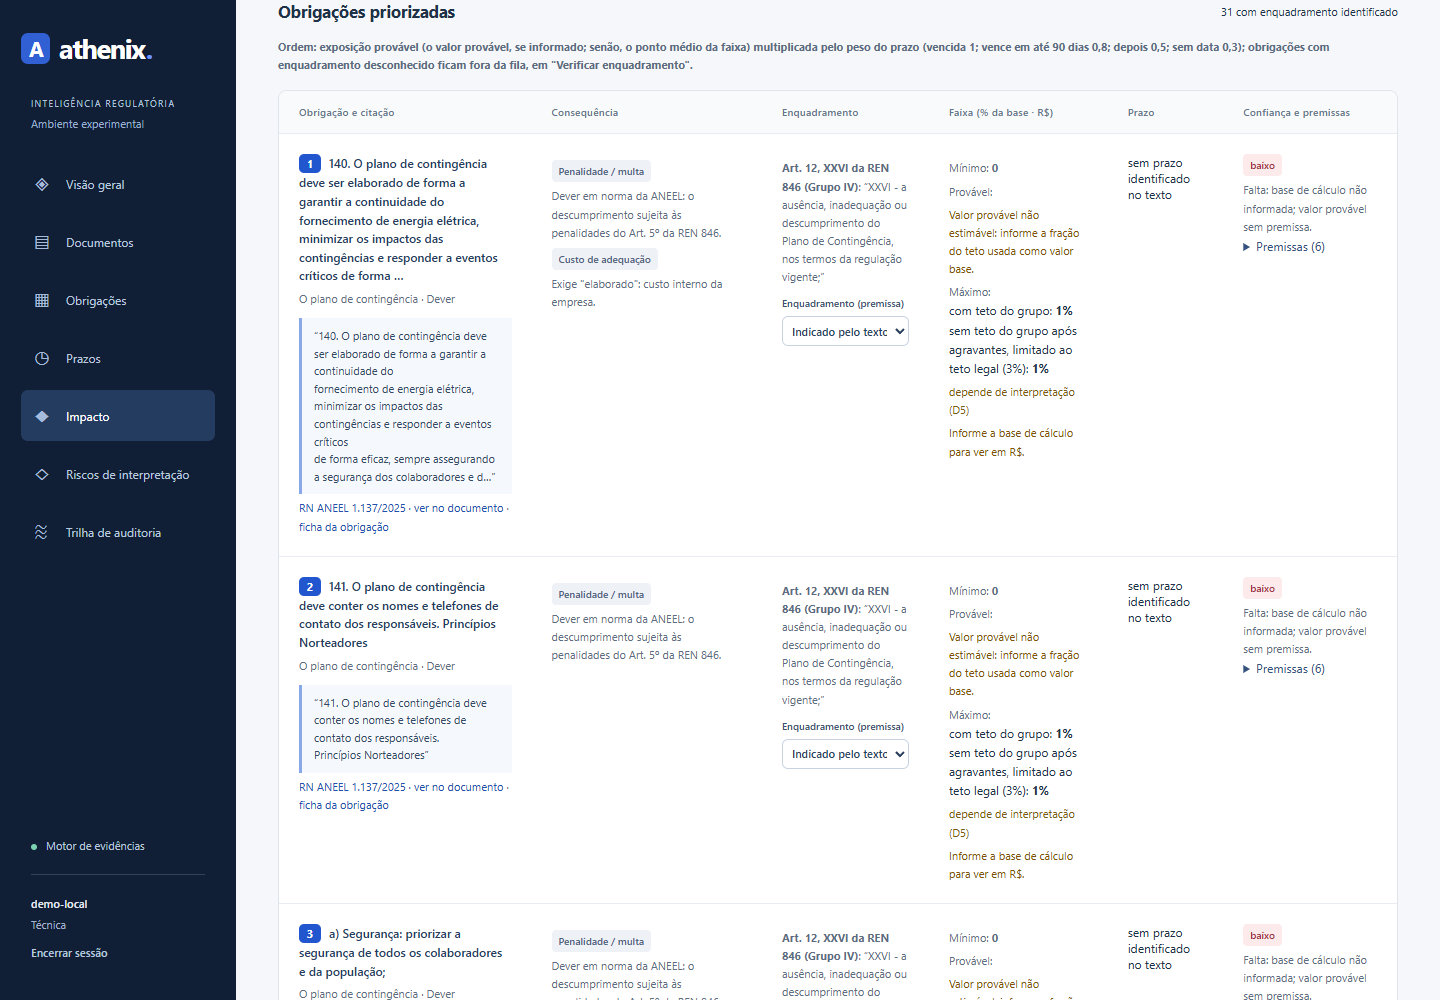 A athenix.
INTELIGÊNCIA REGULATÓRIA
Ambiente experimental
Visão geral
Documentos
Obrigações
Prazos
Impacto
Riscos de interpretação
Trilha de auditoria
Motor de evidências
demo-local
Técnica
Encerrar sessão
Obrigações priorizadas
31 com enquadramento identificado
Ordem: exposição provável (o valor provável, se informado; senão, o ponto médio da faixa) multiplicada pelo peso do prazo (vencida 1; vence em até 90 dias 0,8; depois 0,5; sem data 0,3); obrigações com
enquadramento desconhecido ficam fora da fila, em "Verificar enquadramento".
Obrigação e citação
Consequência
Enquadramento
Faixa (% da base · R$)
Prazo
Confiança e premissas
1 140. O plano de contingência
deve ser elaborado de forma a
garantir a continuidade do
fornecimento de energia elétrica,
minimizar os impactos das
contingências e responder a eventos
críticos de forma ...
O plano de contingência · Dever
“140. O plano de contingência deve
ser elaborado de forma a garantir a
continuidade do
fornecimento de energia elétrica,
minimizar os impactos das
contingências e responder a eventos
críticos
de forma eficaz, sempre assegurando
a segurança dos colaboradores e d...”
RN ANEEL 1.137/2025 · ver no documento ·
ficha da obrigação
Penalidade / multa
Dever em norma da ANEEL: o
descumprimento sujeita às
penalidades do Art. 5º da REN 846.
Custo de adequação
Exige "elaborado": custo interno da
empresa.
Art. 12, XXVI da REN
846 (Grupo IV): “XXVI - a
ausência, inadequação ou
descumprimento do
Plano de Contingência,
nos termos da regulação
vigente;”
Enquadramento (premissa)
Indicado pelo texto
Mínimo: 0
Provável:
Valor provável não
estimável: informe a fração
do teto usada como valor
base.
Máximo:
com teto do grupo: 1%
sem teto do grupo após
agravantes, limitado ao
teto legal (3%): 1%
depende de interpretação
(D5)
Informe a base de cálculo
para ver em R$.
sem prazo
identificado
no texto
baixo
Falta: base de cálculo não
informada; valor provável
sem premissa.
Premissas (6)
2 141. O plano de contingência
deve conter os nomes e telefones de
contato dos responsáveis. Princípios
Norteadores
O plano de contingência · Dever
“141. O plano de contingência deve
conter os nomes e telefones de
contato dos responsáveis.
Princípios Norteadores”
RN ANEEL 1.137/2025 · ver no documento ·
ficha da obrigação
Penalidade / multa
Dever em norma da ANEEL: o
descumprimento sujeita às
penalidades do Art. 5º da REN 846.
Art. 12, XXVI da REN
846 (Grupo IV): “XXVI - a
ausência, inadequação ou
descumprimento do
Plano de Contingência,
nos termos da regulação
vigente;”
Enquadramento (premissa)
Indicado pelo texto
Mínimo: 0
Provável:
Valor provável não
estimável: informe a fração
do teto usada como valor
base.
Máximo:
com teto do grupo: 1%
sem teto do grupo após
agravantes, limitado ao
teto legal (3%): 1%
depende de interpretação
(D5)
Informe a base de cálculo
para ver em R$.
sem prazo
identificado
no texto
baixo
Falta: base de cálculo não
informada; valor provável
sem premissa.
Premissas (6)
3 a) Segurança: priorizar a
segurança de todos os colaboradores
e da população;
O plano de contingência · Dever
Penalidade / multa
Dever em norma da ANEEL: o
descumprimento sujeita às
Art. 12, XXVI da REN
846 (Grupo IV): “XXVI - a
ausência, inadequação ou
descumprimento do
Mínimo: 0
Provável:
Valor provável não
sem prazo
identificado
no texto
baixo
Falta: base de cálculo não
informada; valor provável
sem premissa.